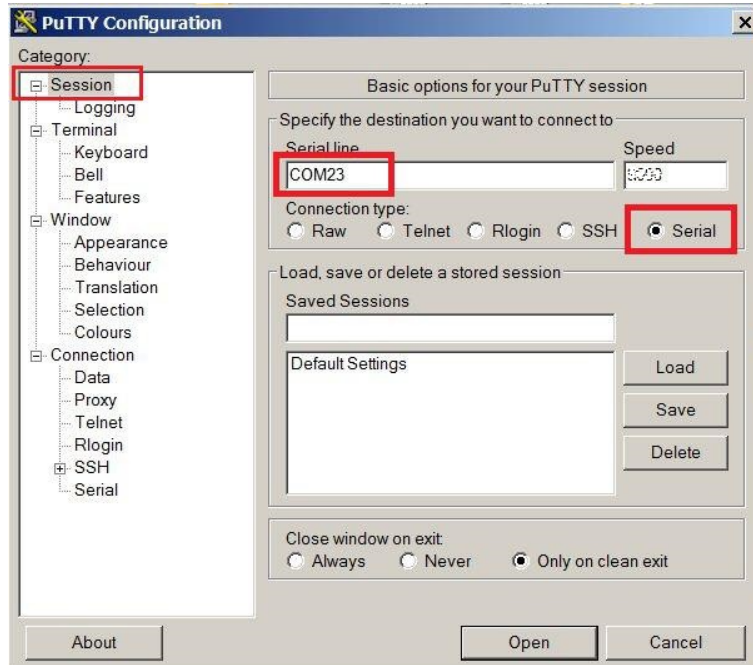 PuTTY Configuration
Category:
Session
Logging
Terminal
Keyboard
Bell
Features
Window
Appearance
Behaviour
Translation
Selection
Colours
Connection
Data
Proxy
Telnet
Rlogin
SSH
Serial
Basic options for your PuTTY session
Specify the destination you want to connect to
Serial line Speed
COM23
Connection type:
Raw Telnet Rlogin SSH Serial
Load, save or delete a stored session
Saved Sessions
Default Settings
Load
Save
Delete
Close window on exit:
Always Never Only on clean exit
About Open Cancel